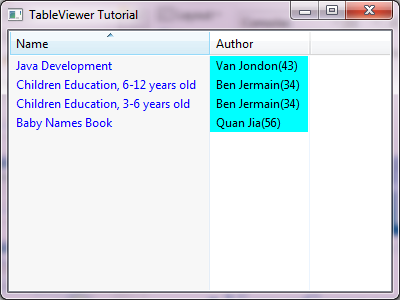 TableViewer Tutorial
Name Author
Java Development Van Jondon(43)
Children Education, 6-12 years old Ben Jermain(34)
Children Education, 3-6 years old Ben Jermain(34)
Baby Names Book Quan Jia(56)